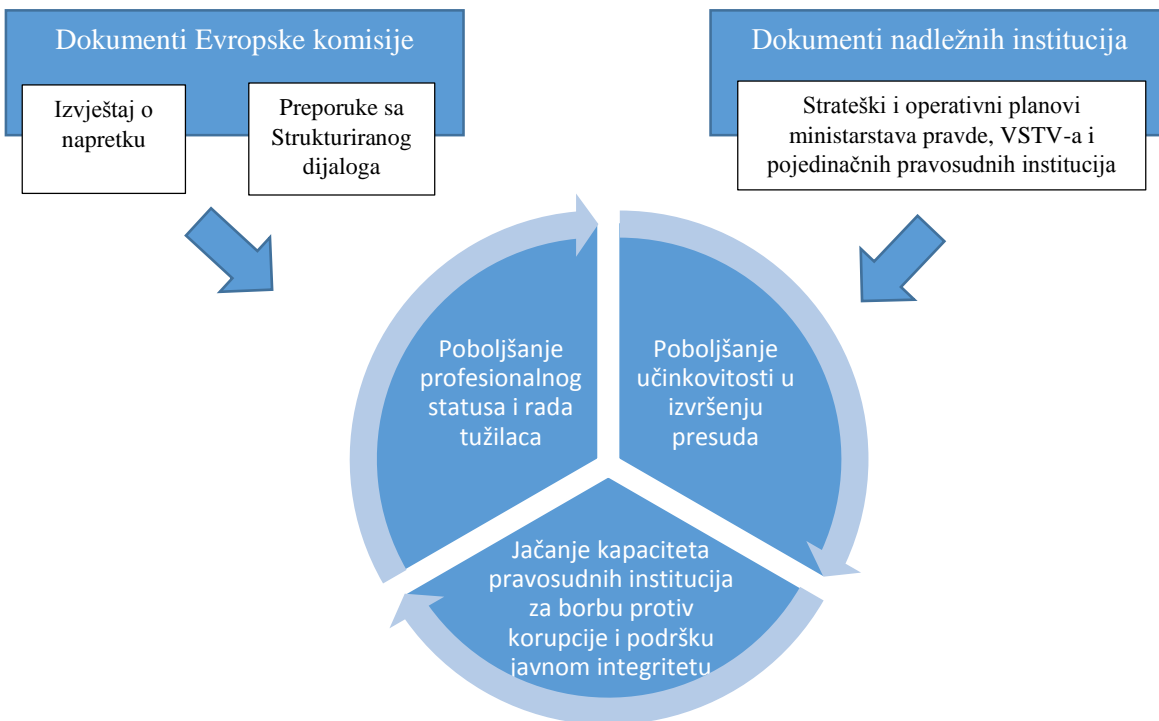 Dokumenti Evropske komisije
Izvještaj o
napretku
Preporuke sa
Strukturiranog
dijaloga
Dokumenti nadležnih institucija
Strateški i operativni planovi
ministarstava pravde, VSTV-a i
pojedinačnih pravosudnih institucija
Poboljšanje
profesionalnog
statusa i rada
tužilaca
Poboljšanje
učinkovitosti u
izvršenju
presuda
Jačanje kapaciteta
pravosudnih institucija
za borbu protiv
korupcije i podršku
javnom integritetu